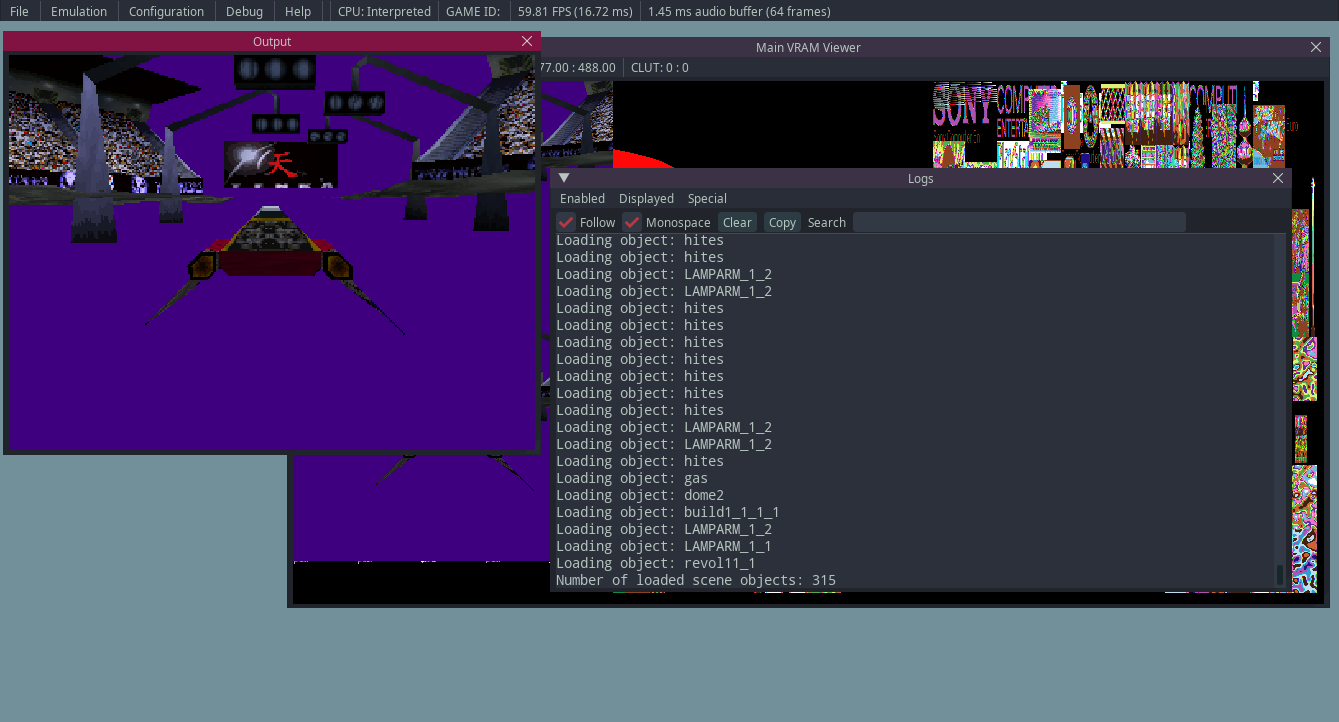 File Emulation Configuration Debug Help CPU: Interpreted GAME ID: 59.81 FPS (16.72 ms) 1.45 ms audio buffer (64 frames)
Output
天
Main VRAM Viewer
77.00 : 488.00 CLUT: 0 : 0
SONY
Logs
Enabled Displayed Special
Follow Monospace Clear Copy Search
Loading object: hites
Loading object: hites
Loading object: LAMPARM_1_2
Loading object: LAMPARM_1_2
Loading object: hites
Loading object: hites
Loading object: hites
Loading object: hites
Loading object: hites
Loading object: hites
Loading object: hites
Loading object: LAMPARM_1_2
Loading object: LAMPARM_1_2
Loading object: hites
Loading object: gas
Loading object: dome2
Loading object: build1_1_1_1
Loading object: LAMPARM_1_2
Loading object: LAMPARM_1_1
Loading object: revol11_1
Number of loaded scene objects: 315